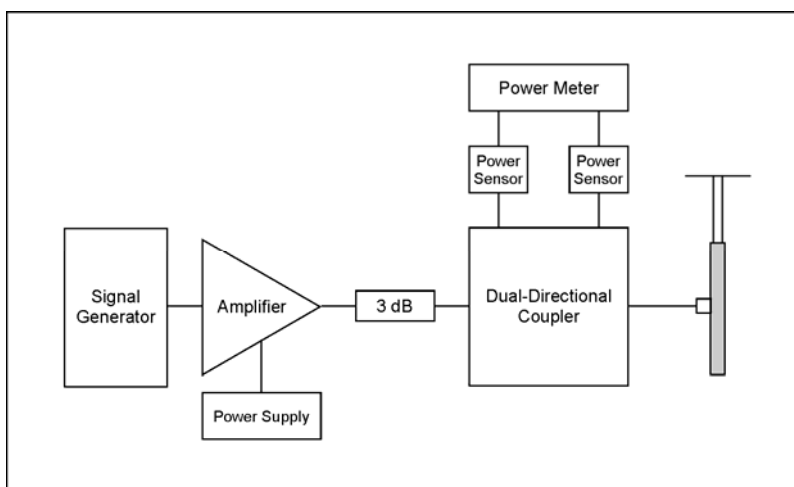 Power Meter
Power
Sensor
Power
Sensor
Signal
Generator
Amplifier
3 dB
Dual-Directional
Coupler
Power Supply